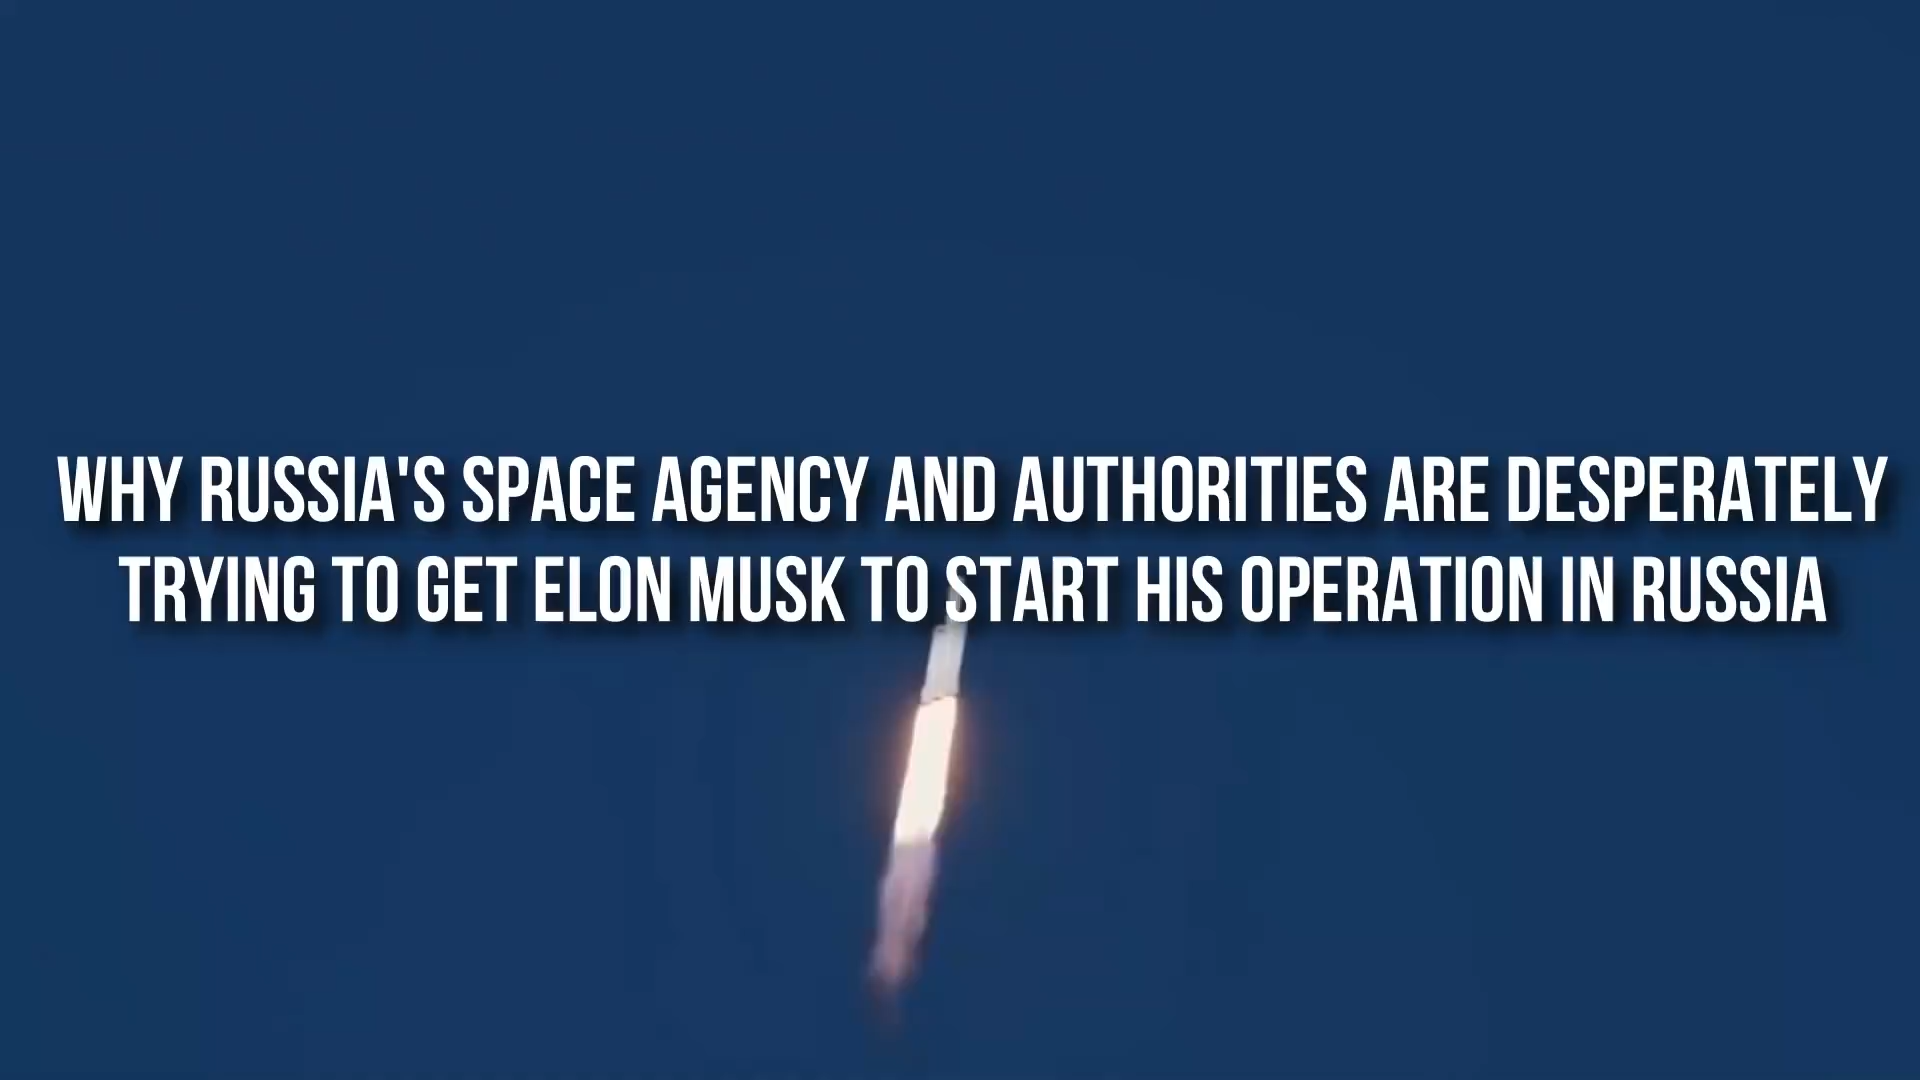 WHY RUSSIA'S SPACE AGENCY AND AUTHORITIES ARE DESPERATELY
TRYING TO GET ELON MUSK TO START HIS OPERATION IN RUSSIA